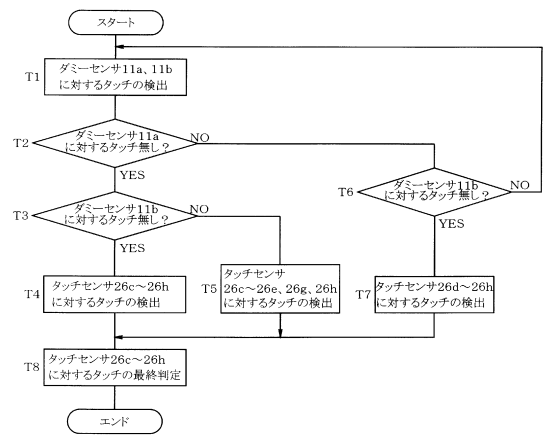 スタート
T1
ダミーセンサ11a、11b
に対するタッチの検出
T2
ダミーセンサ11a
に対するタッチ無し？
NO
YES
T3
ダミーセンサ11b
に対するタッチ無し？
NO
YES
T6
ダミーセンサ11b
に対するタッチ無し？
NO
YES
T4
タッチセンサ26c～26h
に対するタッチの検出
T5
タッチセンサ
26c～26e、26g、26h
に対するタッチの検出
T7
タッチセンサ26d～26h
に対するタッチの検出
T8
タッチセンサ26c～26h
に対するタッチの最終判定
エンド